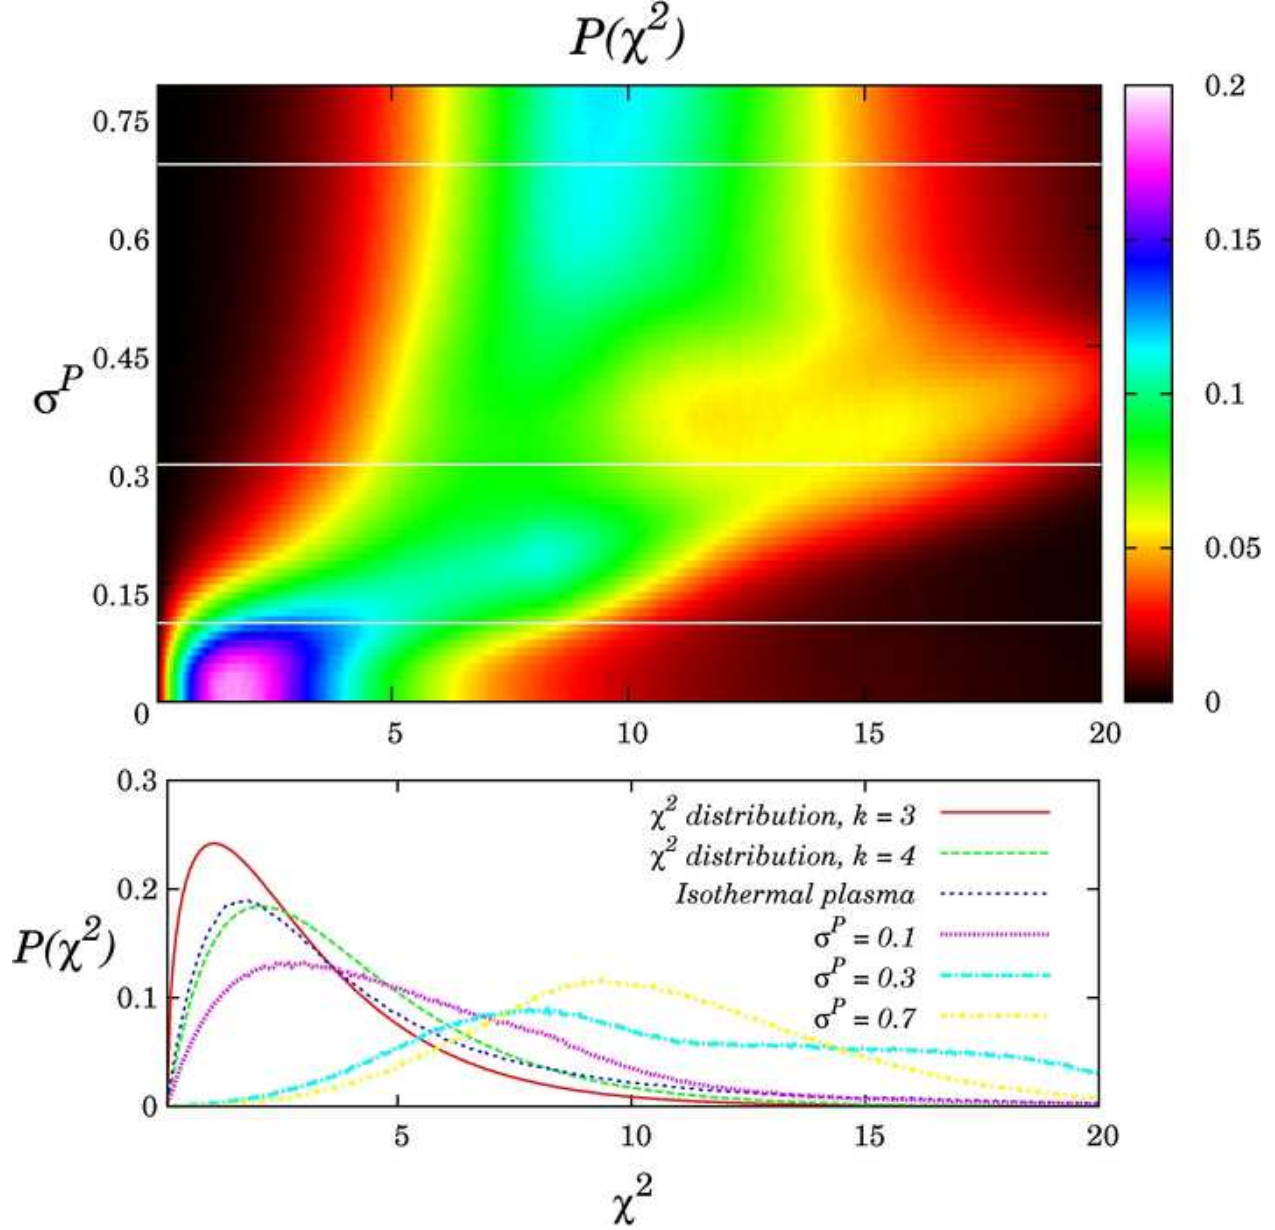 P(χ²)
0.75
0.6
0.45
0.3
0.15
0
σᴾ
5
10
15
20
0.2
0.15
0.1
0.05
0
0.3
0.2
0.1
0
P(χ²)
χ² distribution, k = 3
χ² distribution, k = 4
Isothermal plasma
σᴾ = 0.1
σᴾ = 0.3
σᴾ = 0.7
5
10
15
20
χ²